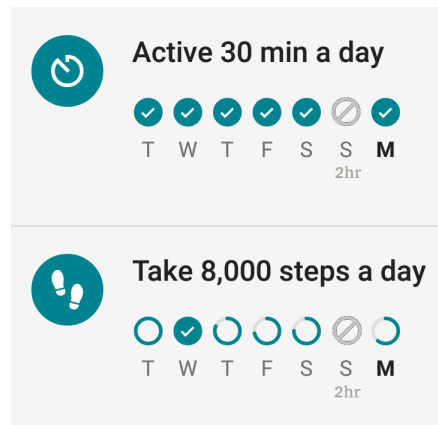 Active 30 min a day
T W T F S S M
2hr
Take 8,000 steps a day
T W T F S S M
2hr